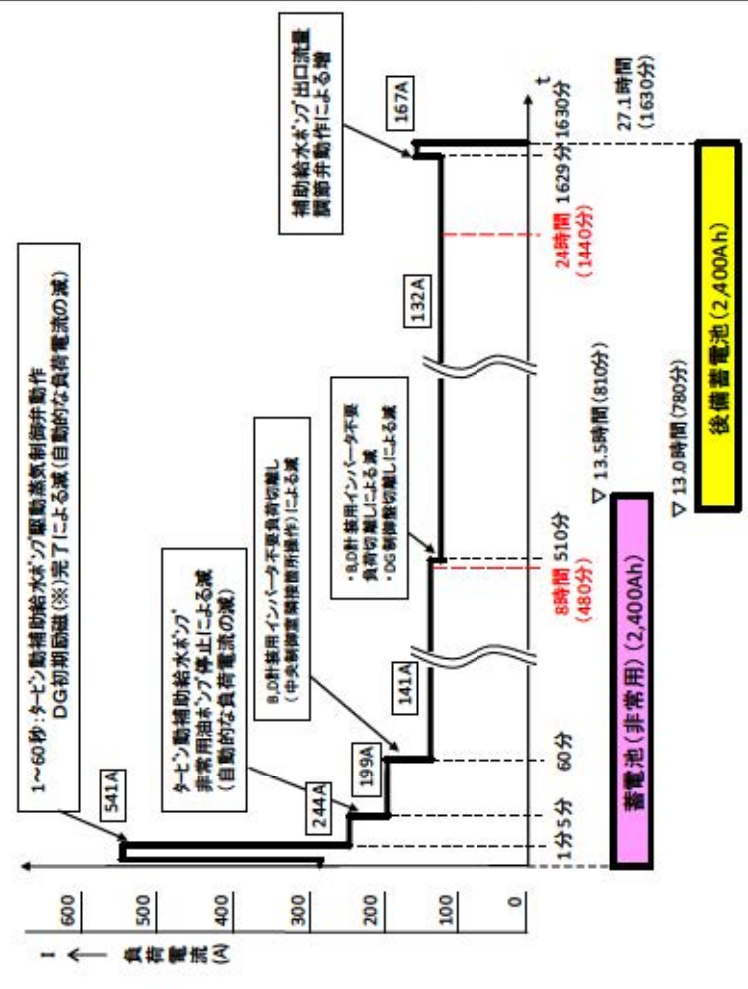 1～60秒:タービン動補助給水ポンプ駆動蒸気制御弁動作
DG初期励磁(※)完了による減(自動的な負荷電流の減)
541A
タービン動補助給水ポンプ
非常用油ポンプ停止による減
(自動的な負荷電流の減)
244A
B,D計装用インバータ不要負荷切離し
(中央制御室隣接箇所操作)による減
199A
・B,D計装用インバータ不要
負荷切離しによる減
・DG制御盤切離しによる減
141A
132A
補助給水ポンプ出口流量
調節弁動作による増
167A
I
負荷電流(A)
600
500
400
300
200
100
0
t
1分
5分
60分
8時間
(480分)
510分
24時間
(1440分)
1629分
1630分
▽ 13.5時間(810分)
蓄電池(非常用)(2,400Ah)
▽ 13.0時間(780分)
27.1時間
(1630分)
後備蓄電池(2,400Ah)